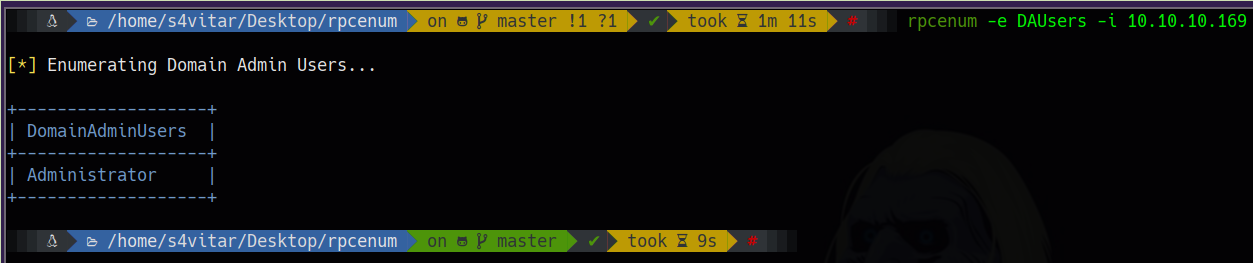 /home/s4vitar/Desktop/rpcenum on master !1 ?1 ✔ took 1m 11s # rpcenum -e DAUsers -i 10.10.10.169
[*] Enumerating Domain Admin Users...
+-------------------+
| DomainAdminUsers |
+-------------------+
| Administrator |
+-------------------+
/home/s4vitar/Desktop/rpcenum on master ✔ took 9s #